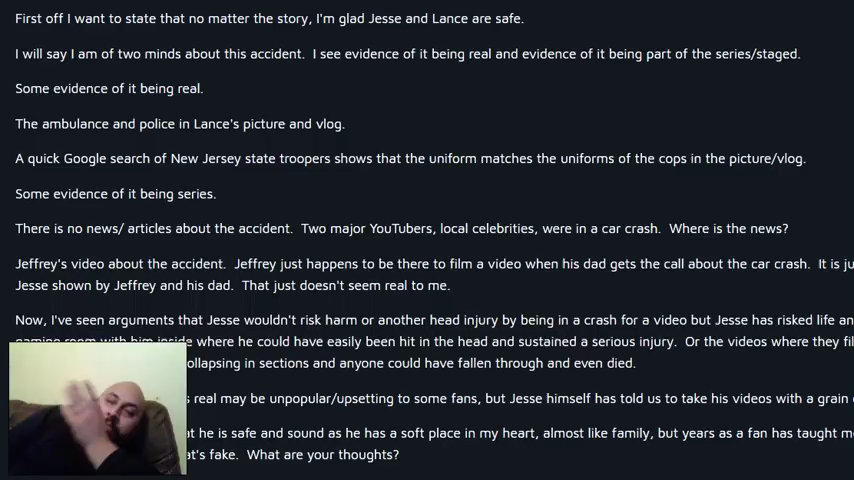 First off I want to state that no matter the story, I'm glad Jesse and Lance are safe.
I will say I am of two minds about this accident.  I see evidence of it being real and evidence of it being part of the series/staged.
Some evidence of it being real.
The ambulance and police in Lance's picture and vlog.
A quick Google search of New Jersey state troopers shows that the uniform matches the uniforms of the cops in the picture/vlog.
Some evidence of it being series.
There is no news/ articles about the accident.  Two major YouTubers, local celebrities, were in a car crash.  Where is the news?
Jeffrey's video about the accident.  Jeffrey just happens to be there to film a video when his dad gets the call about the car crash.  It is
Jesse shown by Jeffrey and his dad.  That just doesn't seem real to me.
Now, I've seen arguments that Jesse wouldn't risk harm or another head injury by being in a crash for a video but Jesse has risked life
where he could have easily been hit in the head and sustained a serious injury.  Or the videos where they
in sections and anyone could have fallen through and even died.
real may be unpopular/upsetting to some fans, but Jesse himself has told us to take his videos with a grain
he is safe and sound as he has a soft place in my heart, almost like family, but years as a fan has taught
fake.  What are your thoughts?